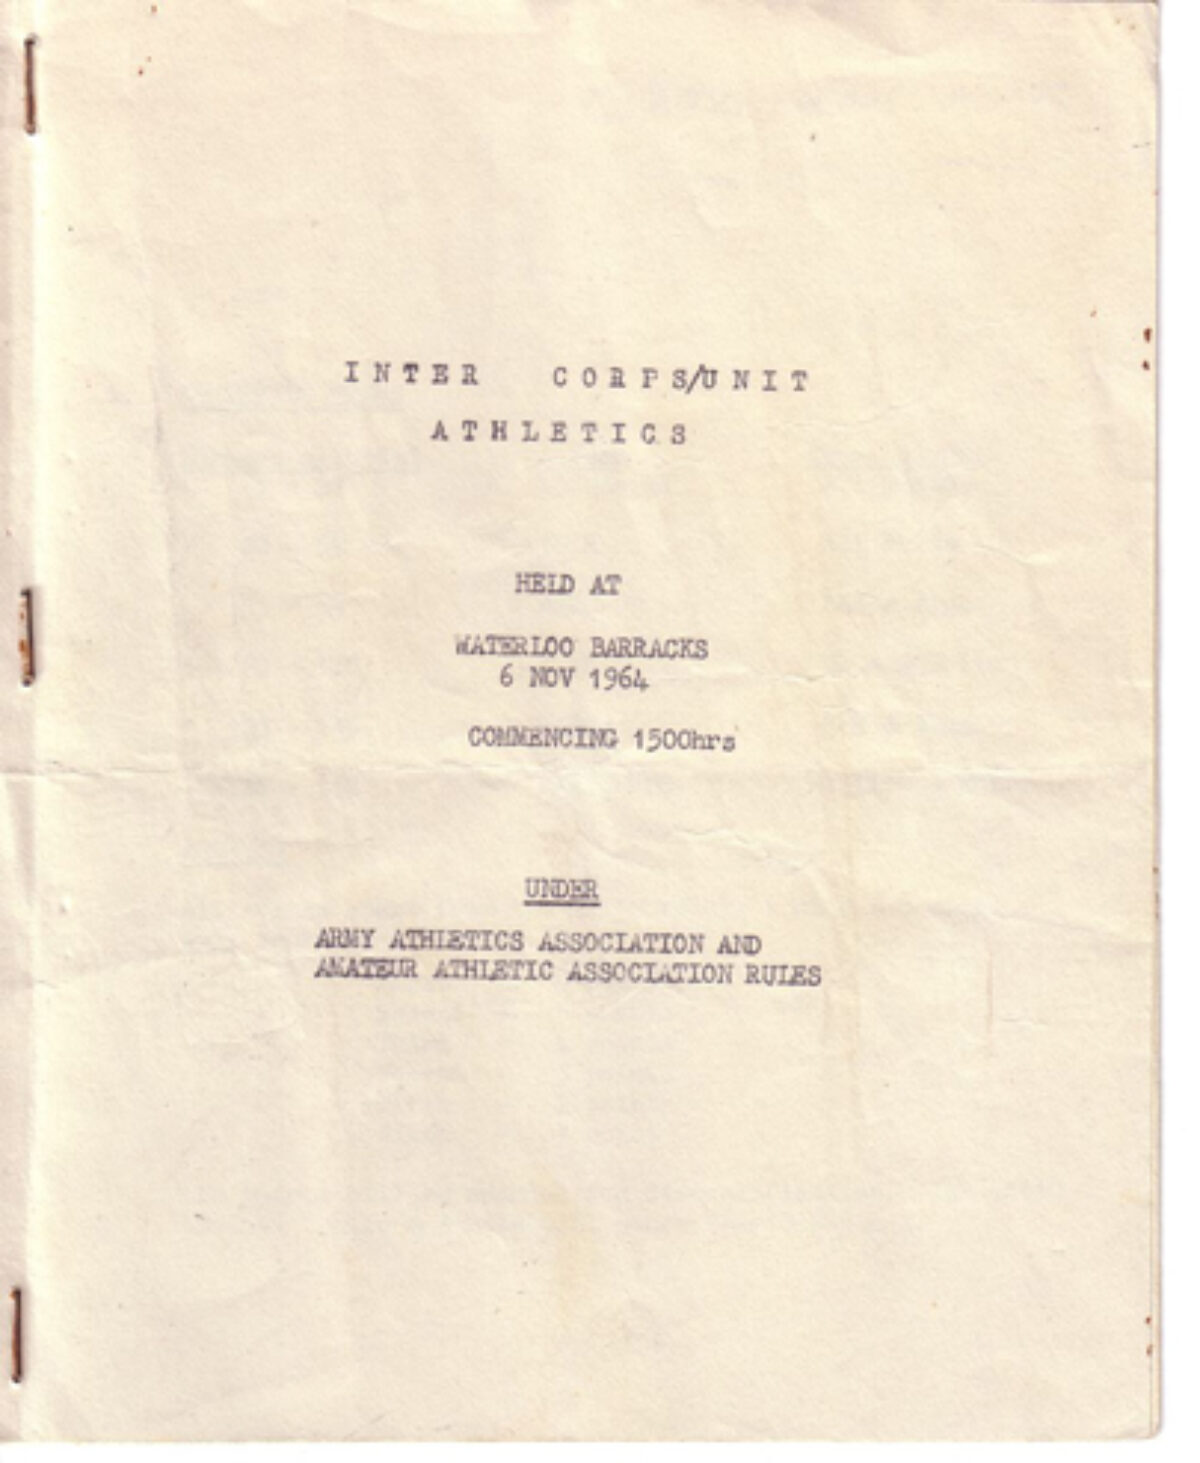 INTER CORPS/UNIT
ATHLETICS
HELD AT
WATERLOO BARRACKS
6 NOV 1964
COMMENCING 1500hrs
UNDER
ARMY ATHLETICS ASSOCIATION AND
AMATEUR ATHLETIC ASSOCIATION RULES